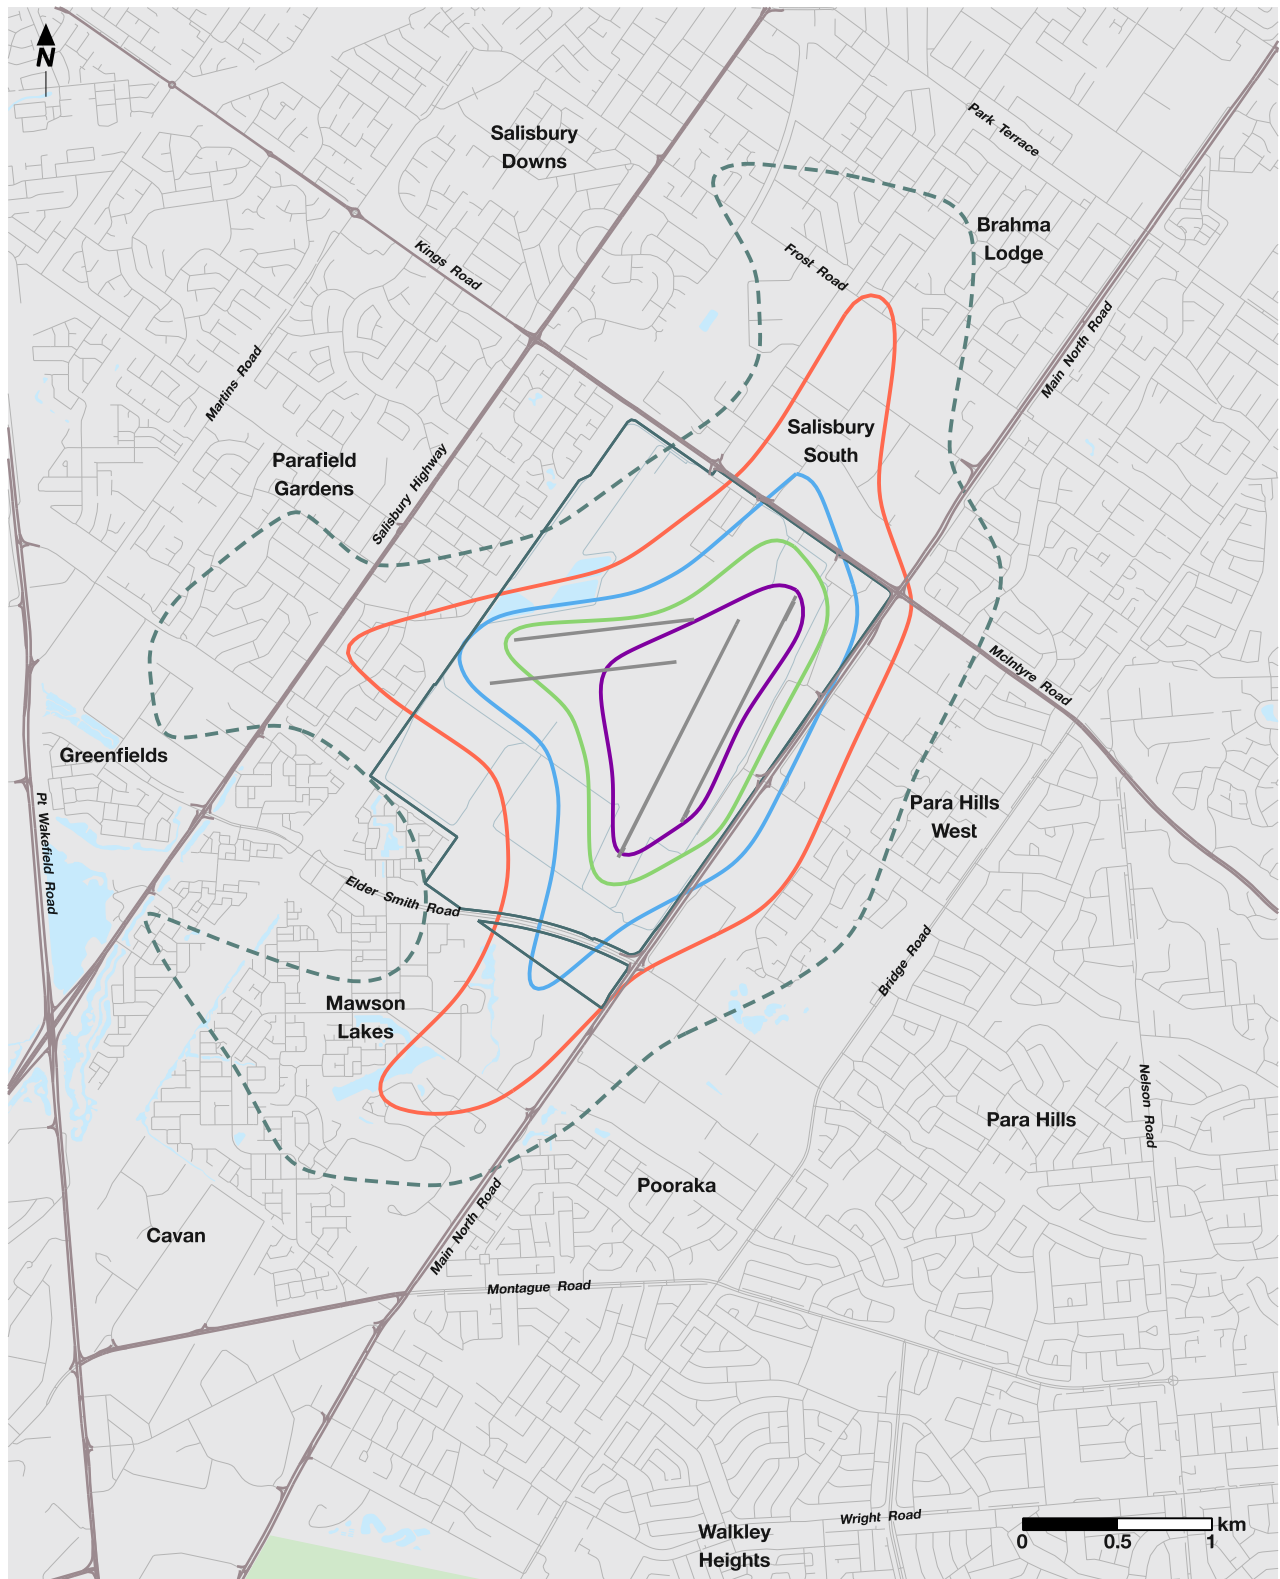 N
Park Terrace
Salisbury
Downs
Brahma
Lodge
Kings Road
Frost Road
Main North Road
Martins Road
Salisbury
South
Parafield
Gardens
Salisbury Highway
McIntyre Road
Greenfields
Para Hills
West
Pt Wakefield Road
Elder Smith Road
Bridge Road
Mawson
Lakes
Nelson Road
Para Hills
Pooraka
Main North Road
Cavan
Montague Road
Wright Road
Walkley
Heights
km
0 0.5 1